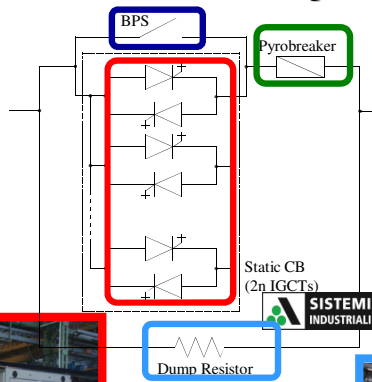 BPS
Pyrobreaker
Static CB
(2n IGCTs)
SISTEMI
INDUSTRIALI
Dump Resistor